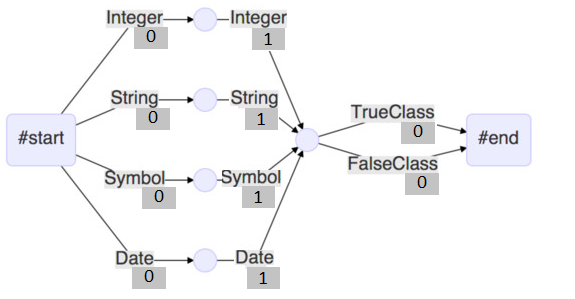 Integer Integer
0 1
String String
0 1
TrueClass
0
#start #end
FalseClass
0
Symbol Symbol
0 1
Date Date
0 1